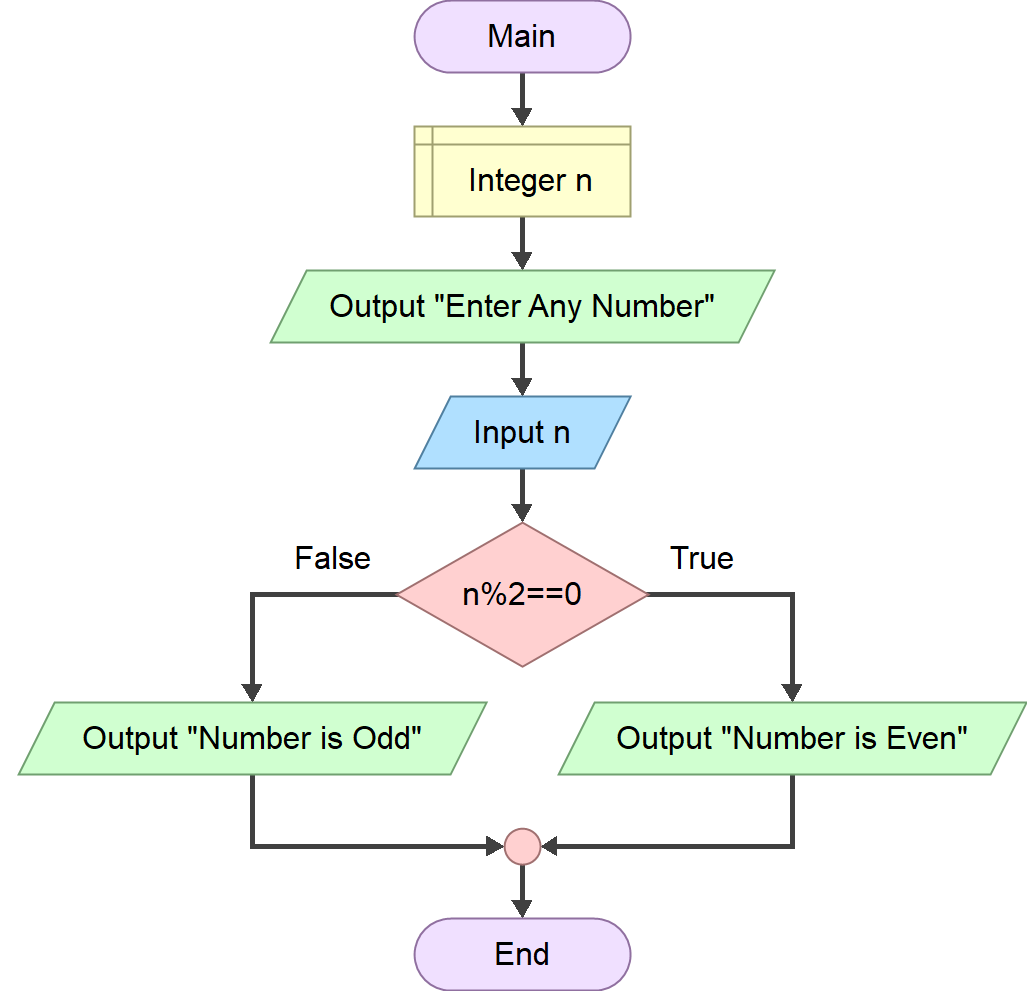 Main
Integer n
Output "Enter Any Number"
Input n
False
True
n%2==0
Output "Number is Odd"
Output "Number is Even"
End